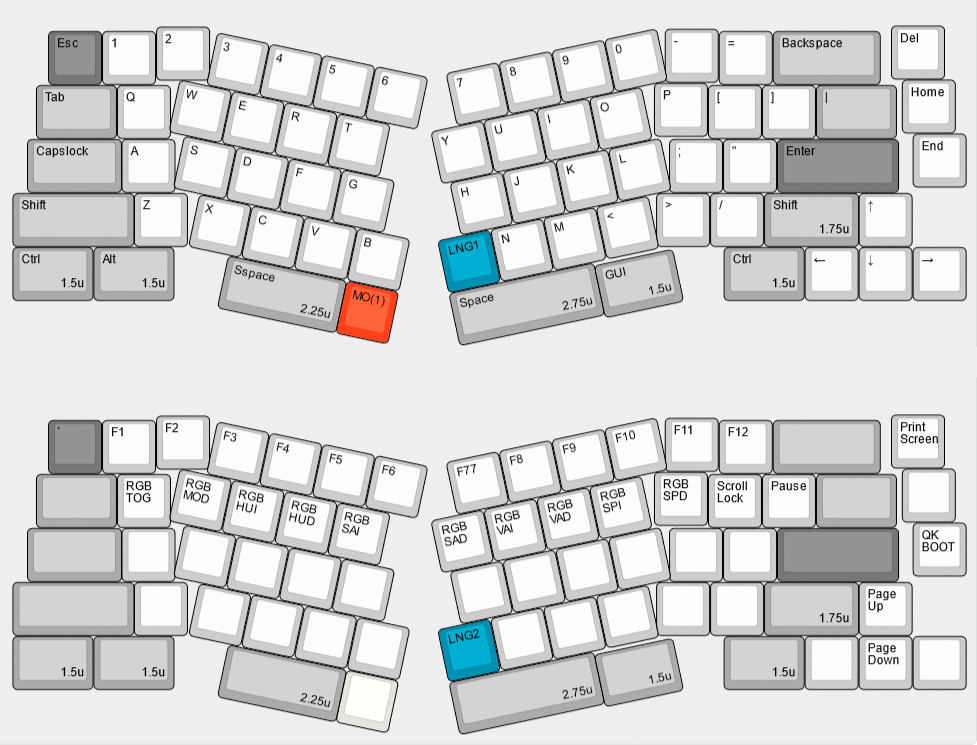 Esc 1 2 3 4 5 6 7 8 9 0 - = Backspace Del
Tab Q W E R T Y U I O P [ ] | Home
Capslock A S D F G H J K L ; " Enter End
Shift Z X C V B LNG1 N M < > / Shift 1.75u ↑
Ctrl 1.5u Alt 1.5u Sspace 2.25u MO(1) Space 2.75u GUI 1.5u Ctrl 1.5u ← ↓ →
F1 F2 F3 F4 F5 F6 F77 F8 F9 F10 F11 F12 Print Screen
RGB TOG RGB MOD RGB HUI RGB HUD RGB SAI RGB SAD RGB VAI RGB VAD RGB SPI RGB SPD Scroll Lock Pause
QK BOOT
LNG2 1.75u Page Up
1.5u 1.5u 2.25u 2.75u 1.5u 1.5u Page Down